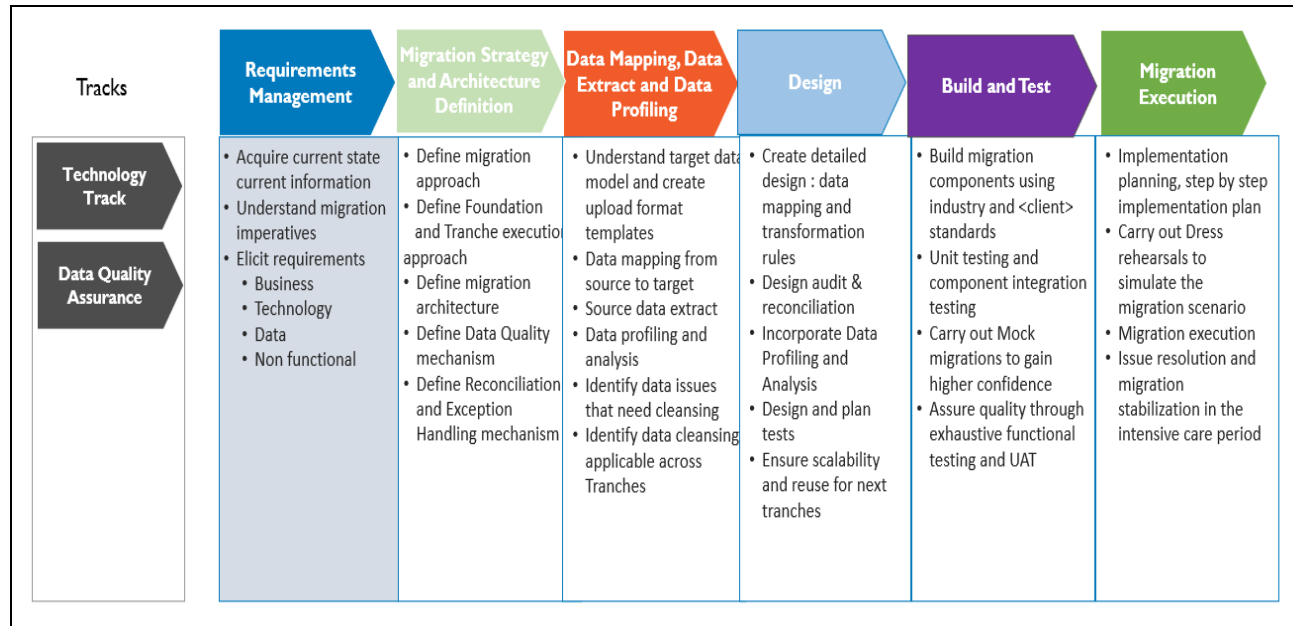 Tracks
Technology
Track
Data Quality
Assurance
Requirements
Management
• Acquire current state
current information
• Understand migration
imperatives
• Elicit requirements
• Business
• Technology
• Data
• Non functional
Migration Strategy
and Architecture
Definition
• Define migration
approach
• Define Foundation
and Tranche execution
approach
• Define migration
architecture
• Define Data Quality
mechanism
• Define Reconciliation
and Exception
Handling mechanism
Data Mapping, Data
Extract and Data
Profiling
• Understand target data
model and create
upload format
templates
• Data mapping from
source to target
• Source data extract
• Data profiling and
analysis
• Identify data issues
that need cleansing
• Identify data cleansing
applicable across
Tranches
Design
• Create detailed
design : data
mapping and
transformation
rules
• Design audit &
reconciliation
• Incorporate Data
Profiling and
Analysis
• Design and plan
tests
• Ensure scalability
and reuse for next
tranches
Build and Test
• Build migration
components using
industry and <client>
standards
• Unit testing and
component integration
testing
• Carry out Mock
migrations to gain
higher confidence
• Assure quality through
exhaustive functional
testing and UAT
Migration
Execution
• Implementation
planning, step by step
implementation plan
• Carry out Dress
rehearsals to
simulate the
migration scenario
• Migration execution
• Issue resolution and
migration
stabilization in the
intensive care period